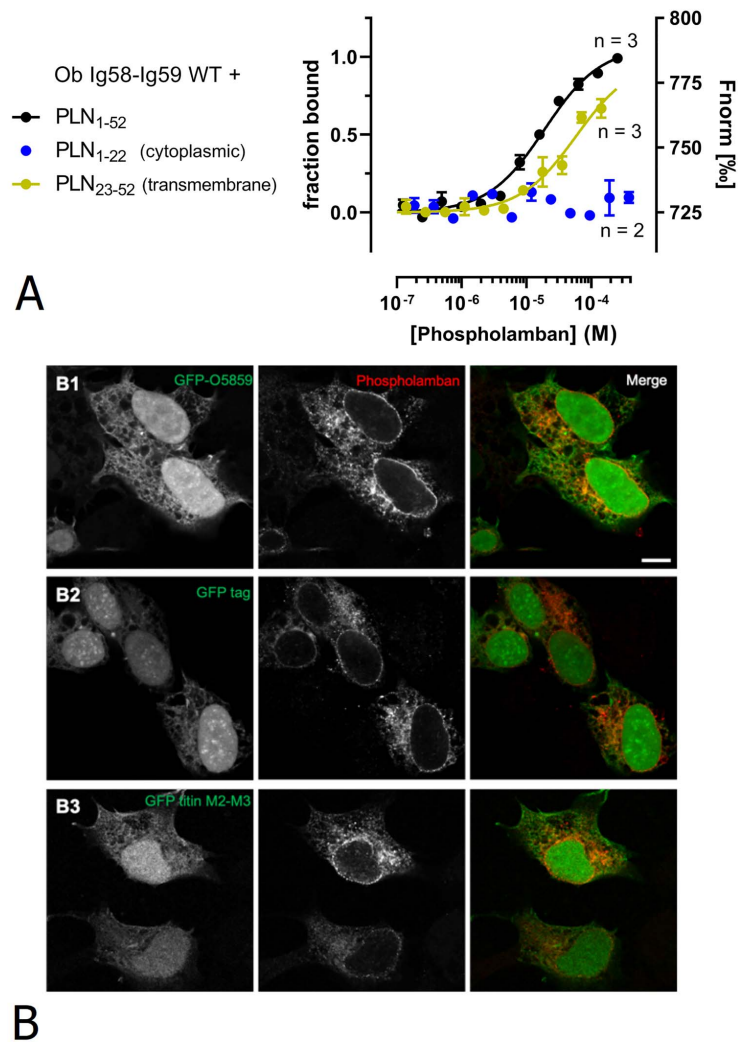 Ob Ig58-Ig59 WT +
PLN₁₋₅₂
PLN₁₋₂₂ (cytoplasmic)
PLN₂₃₋₅₂ (transmembrane)
fraction bound
1.0
0.5
0.0
n = 3
n = 3
n = 2
800
775
750
725
Fnorm [‰]
10⁻⁷ 10⁻⁶ 10⁻⁵ 10⁻⁴
[Phospholamban] (M)
A
B1 GFP-O5859 Phospholamban Merge
B2 GFP tag
B3 GFP titin M2-M3
B